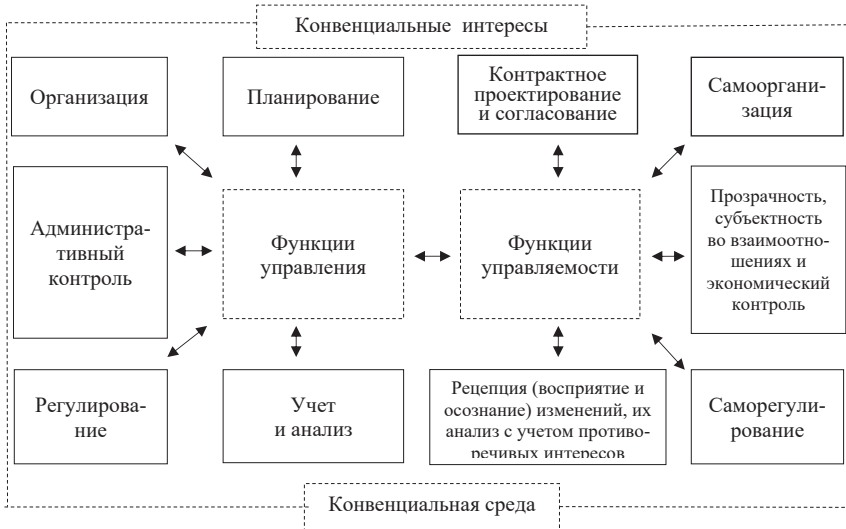 Конвенциальные интересы
Организация
Планирование
Контрактное
проектирование
и согласование
Самооргани-
зация
Администра-
тивный
контроль
Функции
управления
Функции
управляемости
Прозрачность,
субъектность
во взаимоотно-
шениях и
экономический
контроль
Регулирова-
ние
Учет
и анализ
Рецепция (восприятие и
осознание) изменений, их
анализ с учетом противо-
речивых интересов
Саморегули-
рование
Конвенциальная среда